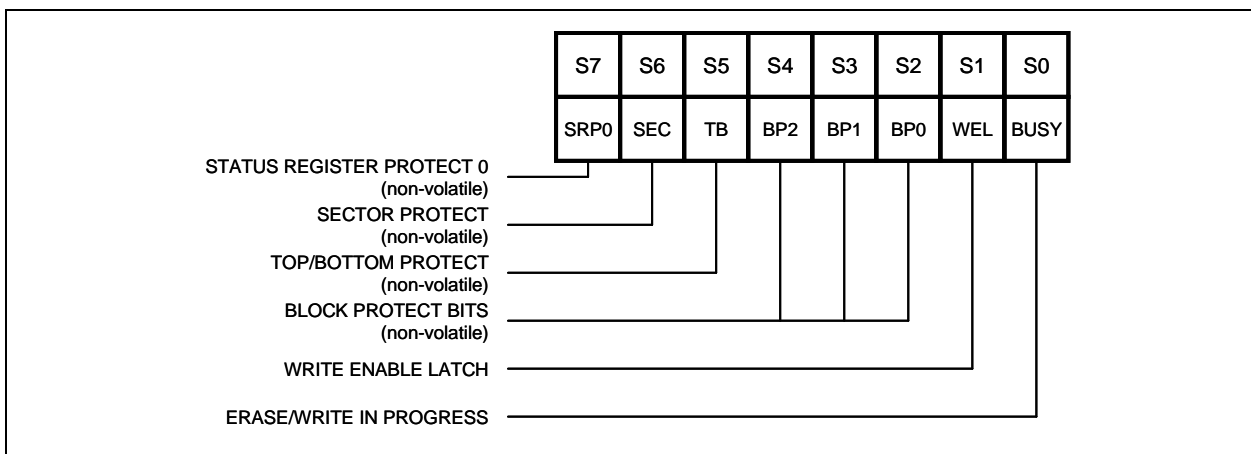 S7 S6 S5 S4 S3 S2 S1 S0
SRP0 SEC TB BP2 BP1 BP0 WEL BUSY
STATUS REGISTER PROTECT 0
(non-volatile)
SECTOR PROTECT
(non-volatile)
TOP/BOTTOM PROTECT
(non-volatile)
BLOCK PROTECT BITS
(non-volatile)
WRITE ENABLE LATCH
ERASE/WRITE IN PROGRESS